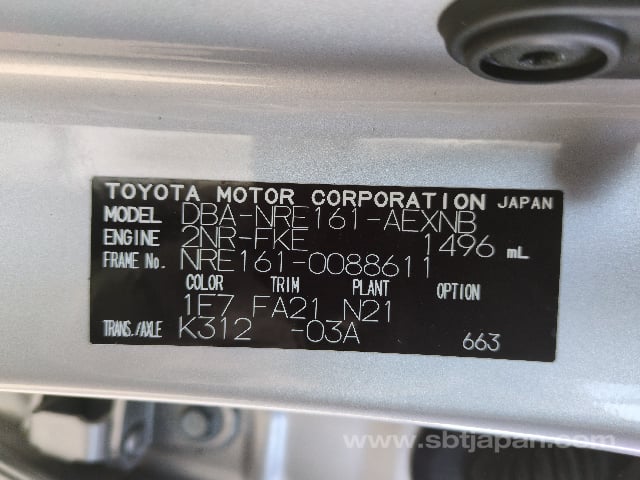 TOYOTA MOTOR CORPORATION JAPAN
MODEL DBA-NRE161-AEXNB
ENGINE 2NR-FKE 1496 mL
FRAME No. NRE161-0088611
COLOR TRIM PLANT OPTION
1F7 FA21 N21
TRANS./AXLE K312 -03A 663
www.sbtjapan.com